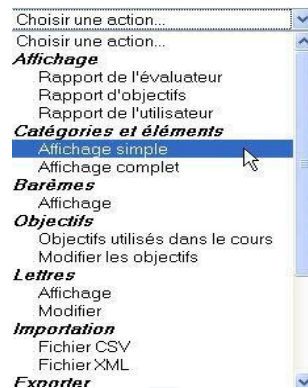 Choisir une action...
Choisir une action...
Affichage
Rapport de l'évaluateur
Rapport d'objectifs
Rapport de l'utilisateur
Catégories et éléments
Affichage simple
Affichage complet
Barèmes
Affichage
Objectifs
Objectifs utilisés dans le cours
Modifier les objectifs
Lettres
Affichage
Modifier
Importation
Fichier CSV
Fichier XML
Exporter